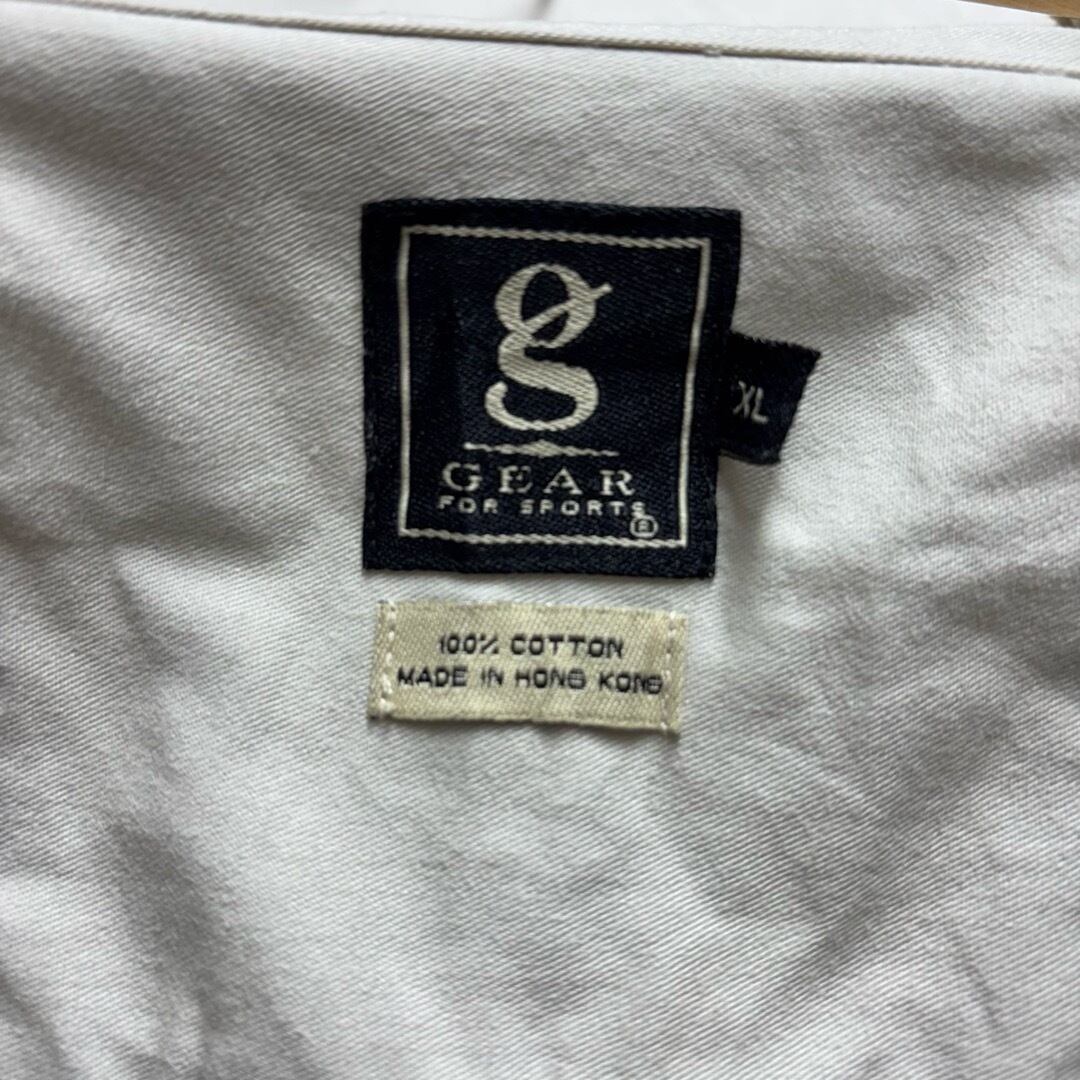 g
GEAR
FOR SPORTS®
XL
100% COTTON
MADE IN HONG KONG